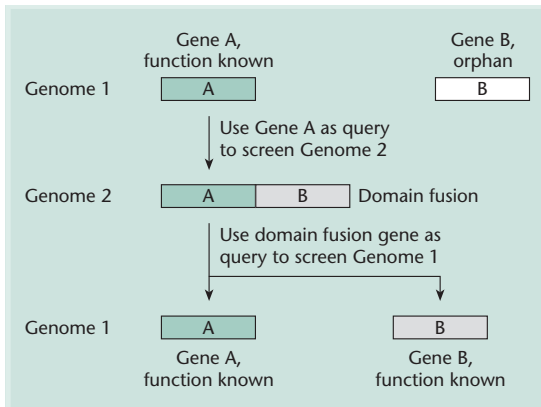 Gene A,
function known
Gene B,
orphan
Genome 1
A
B
Use Gene A as query
to screen Genome 2
Genome 2
A
B
Domain fusion
Use domain fusion gene as
query to screen Genome 1
Genome 1
A
B
Gene A,
function known
Gene B,
function known